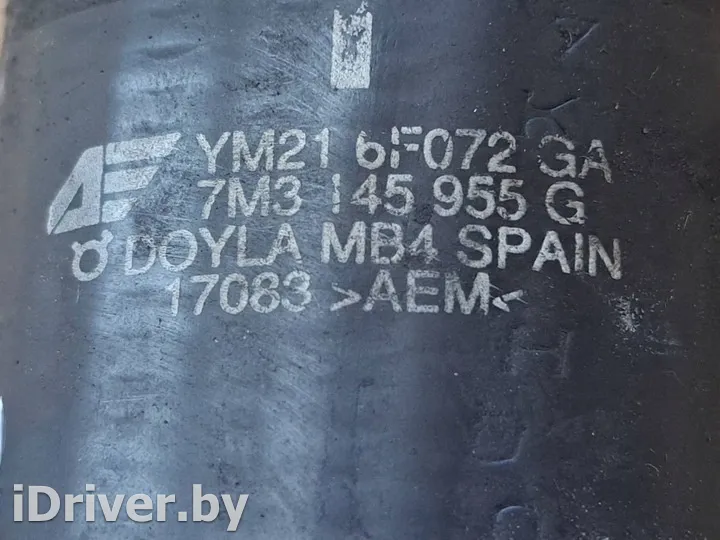 YM21 6F072 GA
7M3 145 955 G
DOYLA MB4 SPAIN
17083 >AEM<
iDriver.by